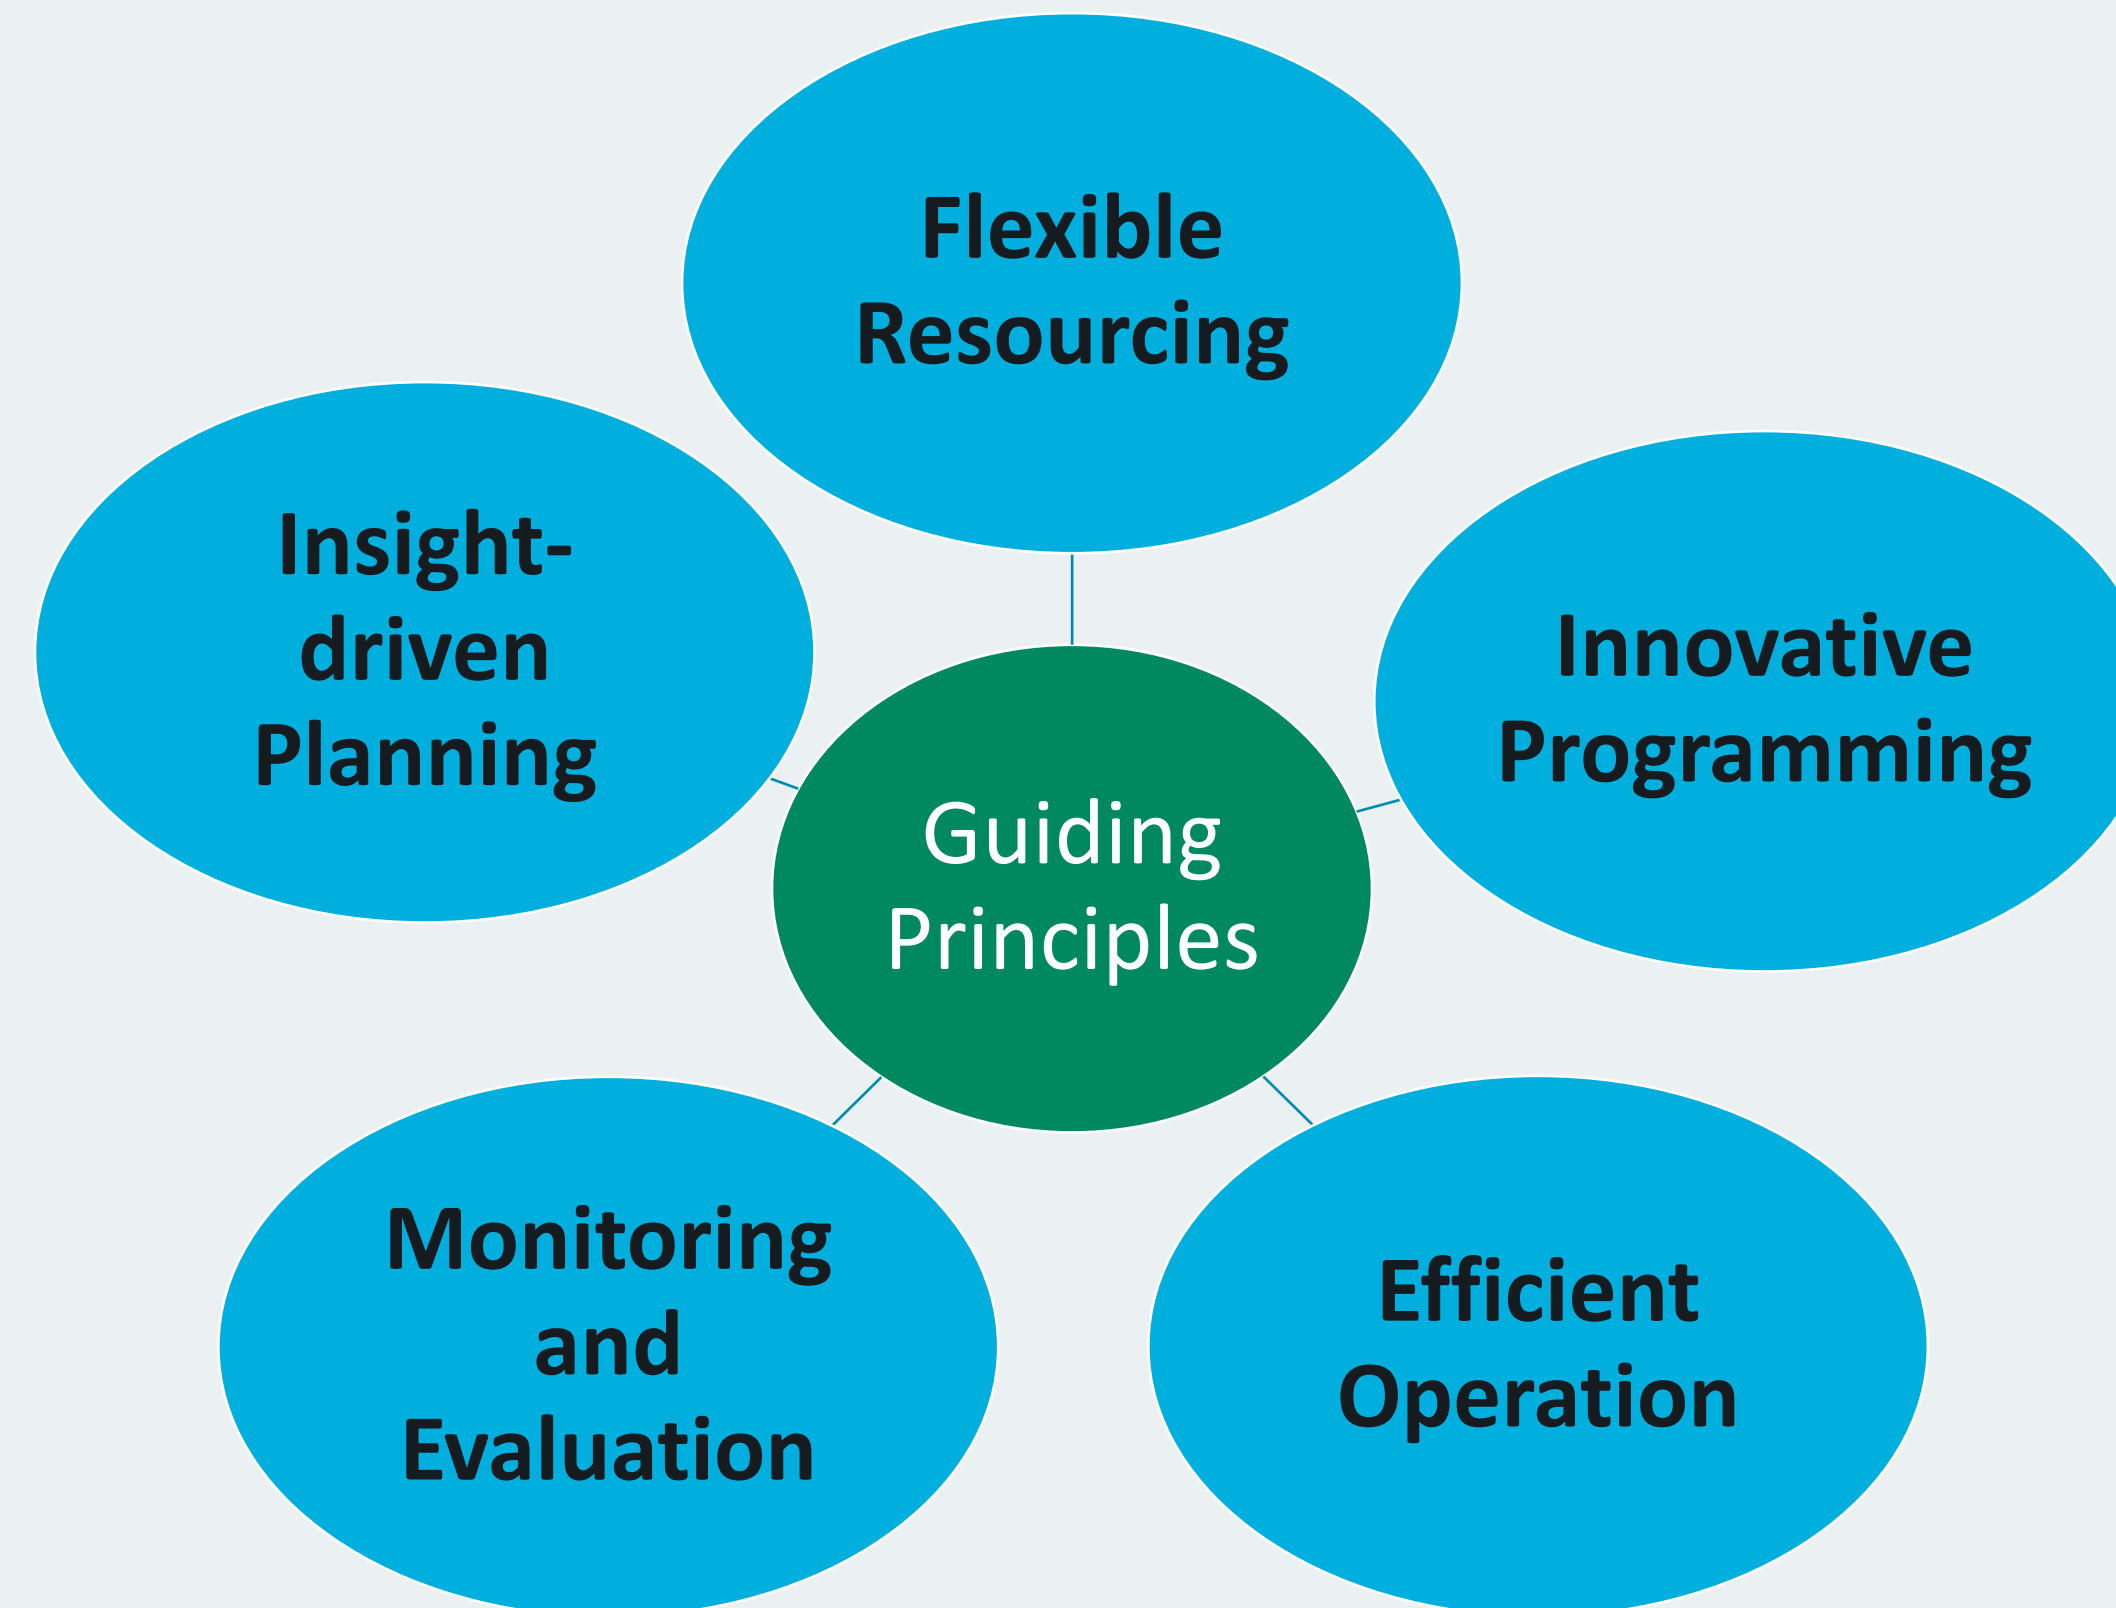 Flexible
Resourcing
Insight-
driven
Planning
Innovative
Programming
Guiding
Principles
Monitoring
and
Evaluation
Efficient
Operation